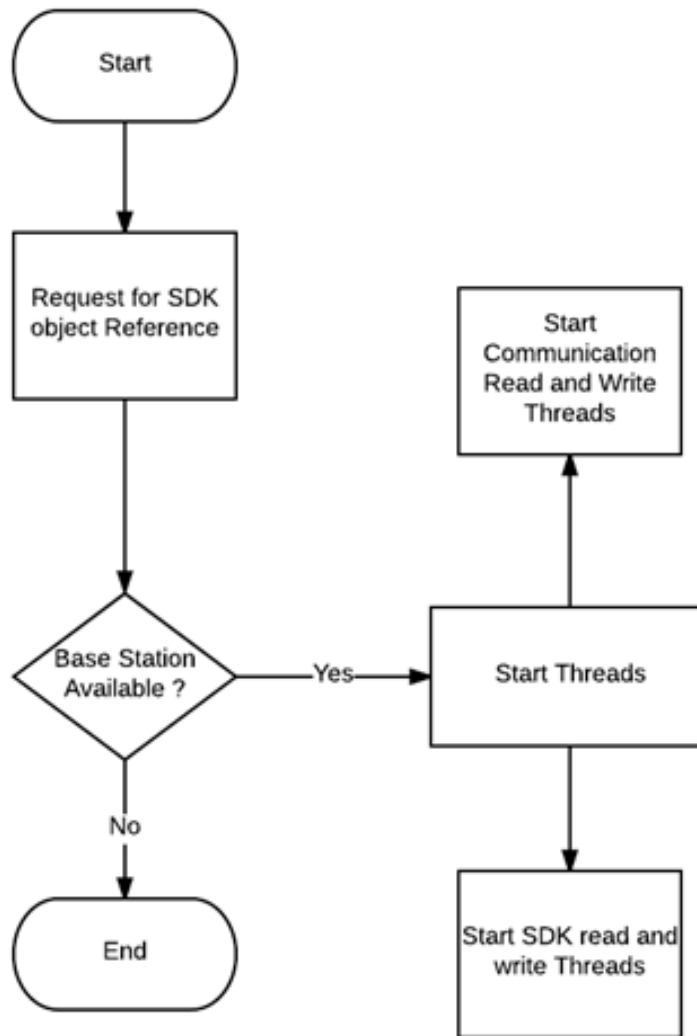 Start
Request for SDK
object Reference
Start
Communication
Read and Write
Threads
Base Station
Available ?
Yes
Start Threads
No
End
Start SDK read and
write Threads